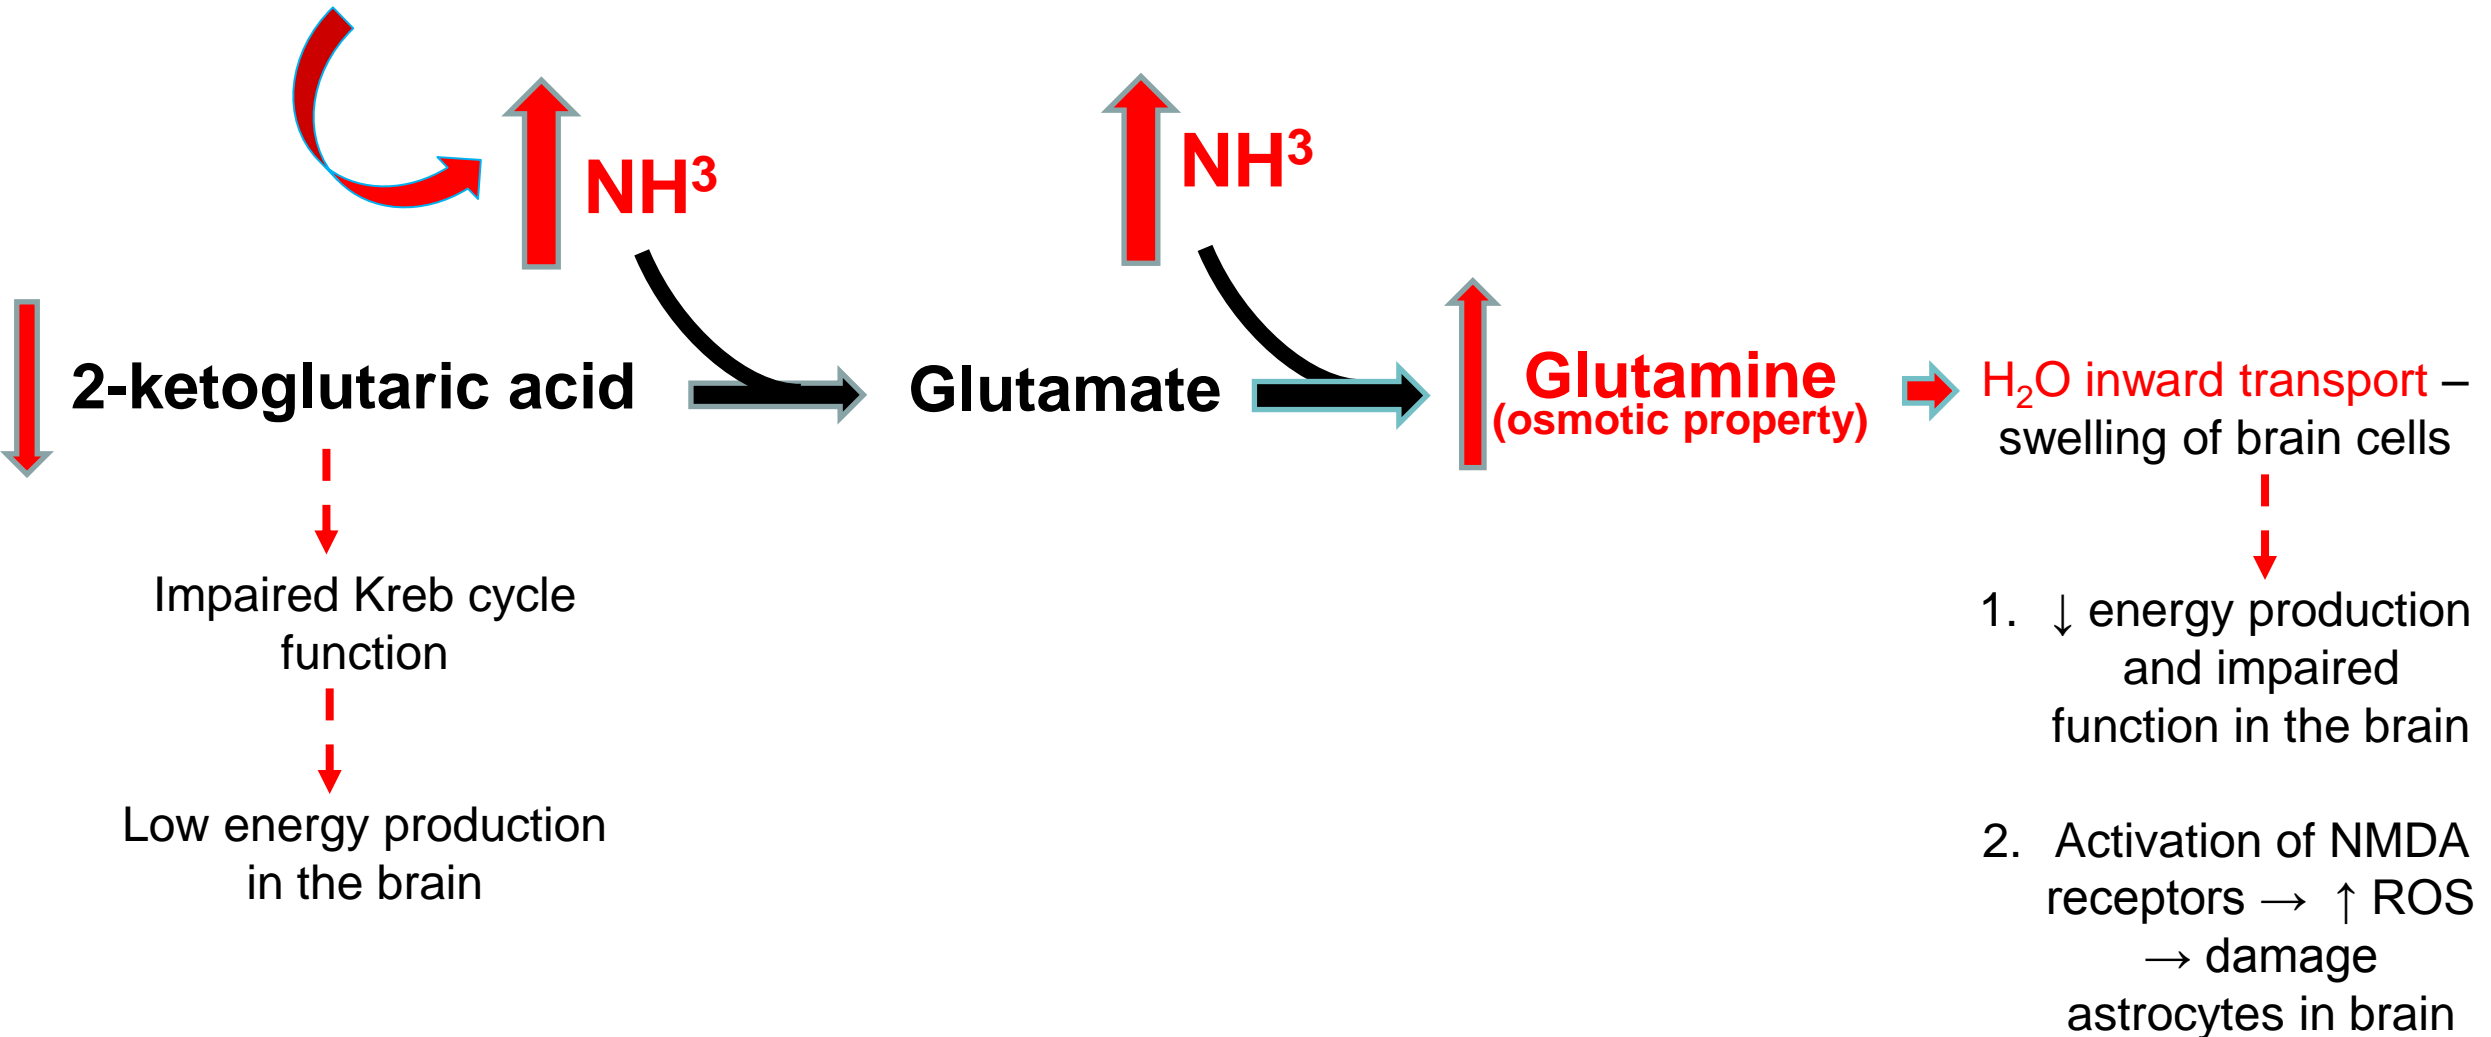 NH³
NH³
2-ketoglutaric acid
Glutamate
Glutamine
(osmotic property)
H₂O inward transport –
swelling of brain cells
Impaired Kreb cycle
function
Low energy production
in the brain
1. ↓ energy production
and impaired
function in the brain
2. Activation of NMDA
receptors → ↑ ROS
→ damage
astrocytes in brain